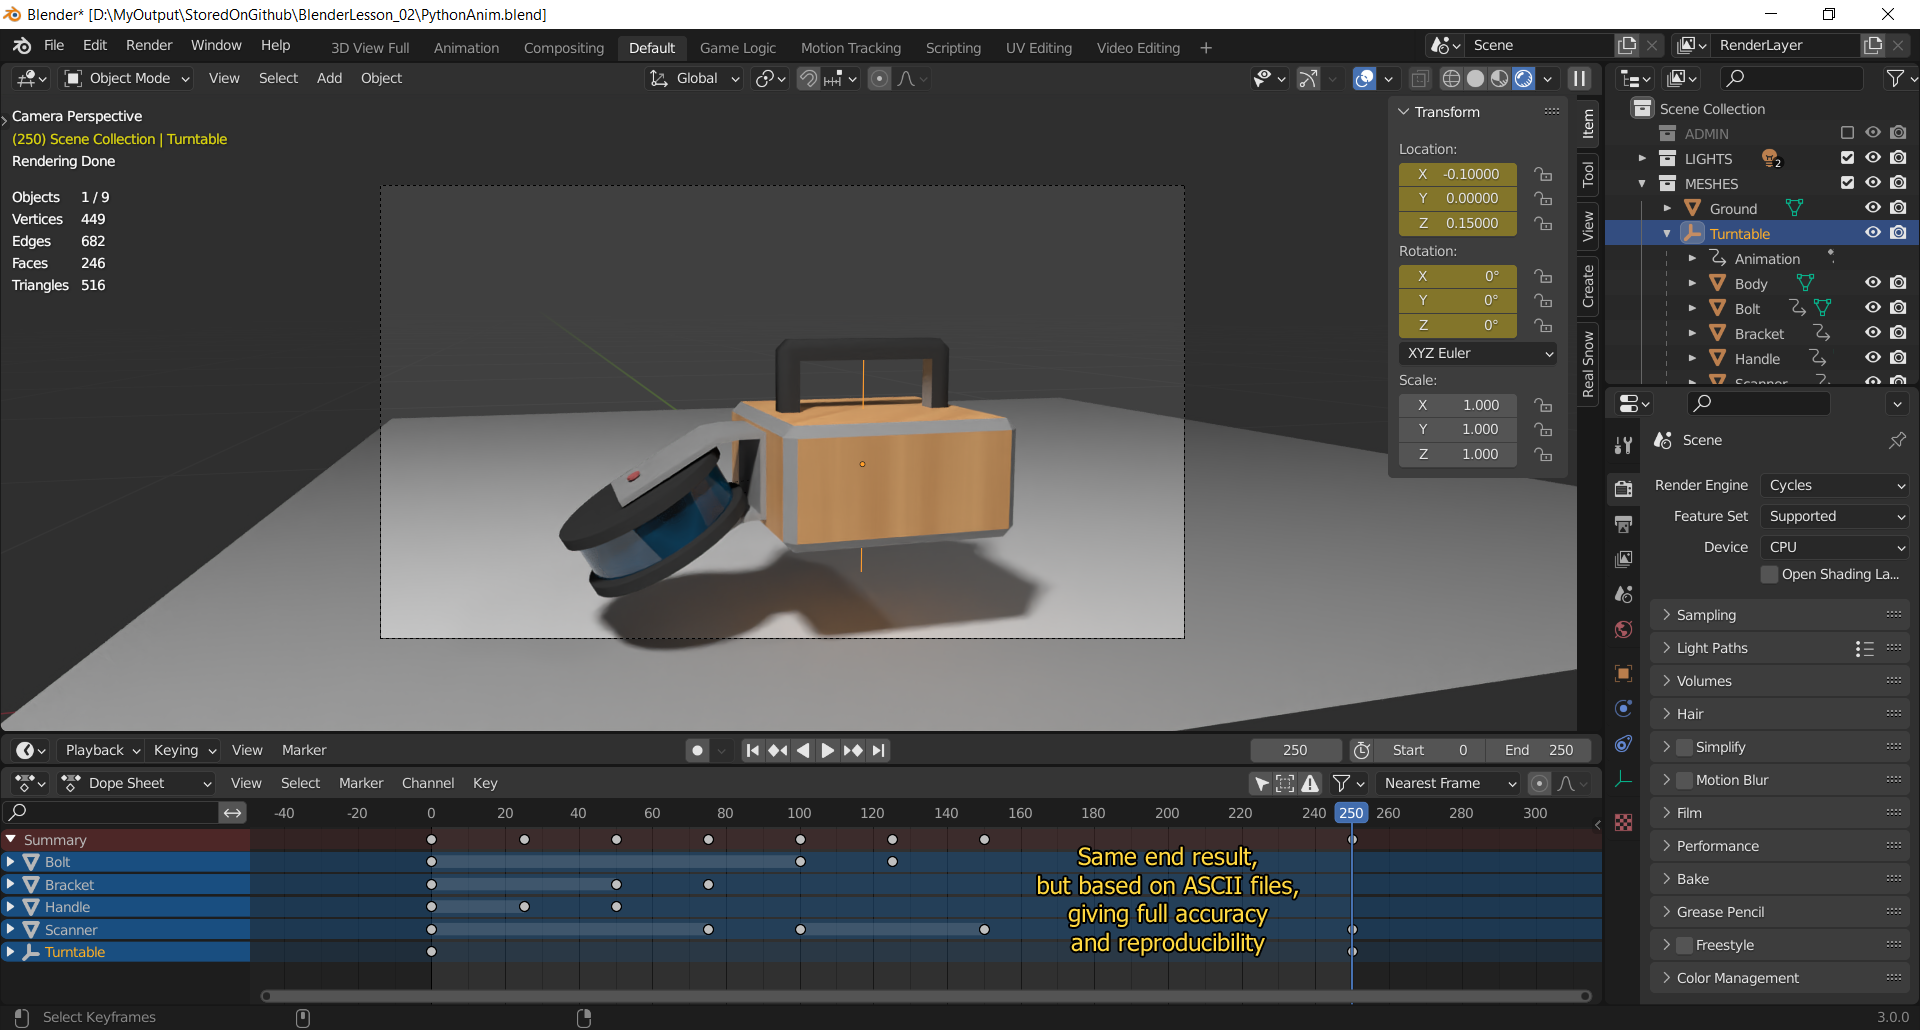 Blender* [D:\MyOutput\StoredOnGithub\BlenderLesson_02\PythonAnim.blend]
File Edit Render Window Help 3D View Full Animation Compositing Default Game Logic Motion Tracking Scripting UV Editing Video Editing + Scene RenderLayer
Object Mode View Select Add Object Global
Camera Perspective
(250) Scene Collection | Turntable
Rendering Done
Objects 1 / 9
Vertices 449
Edges 682
Faces 246
Triangles 516
Transform
Location:
X -0.10000
Y 0.00000
Z 0.15000
Rotation:
X 0°
Y 0°
Z 0°
XYZ Euler
Scale:
X 1.000
Y 1.000
Z 1.000
Item
Tool
View
Create
Real Snow
Scene Collection
ADMIN
LIGHTS 2
MESHES
Ground
Turntable
Animation
Body
Bolt
Bracket
Handle
Scanner
Scene
Render Engine Cycles
Feature Set Supported
Device CPU
Open Shading La...
Sampling
Light Paths
Volumes
Hair
Simplify
Motion Blur
Film
Performance
Bake
Grease Pencil
Freestyle
Color Management
Playback Keying View Marker 250 Start 0 End 250
Dope Sheet View Select Marker Channel Key Nearest Frame
-40 -20 0 20 40 60 80 100 120 140 160 180 200 220 240 250 260 280 300
Summary
Bolt
Bracket
Handle
Scanner
Turntable
Same end result,
but based on ASCII files,
giving full accuracy
and reproducibility
Select Keyframes 3.0.0